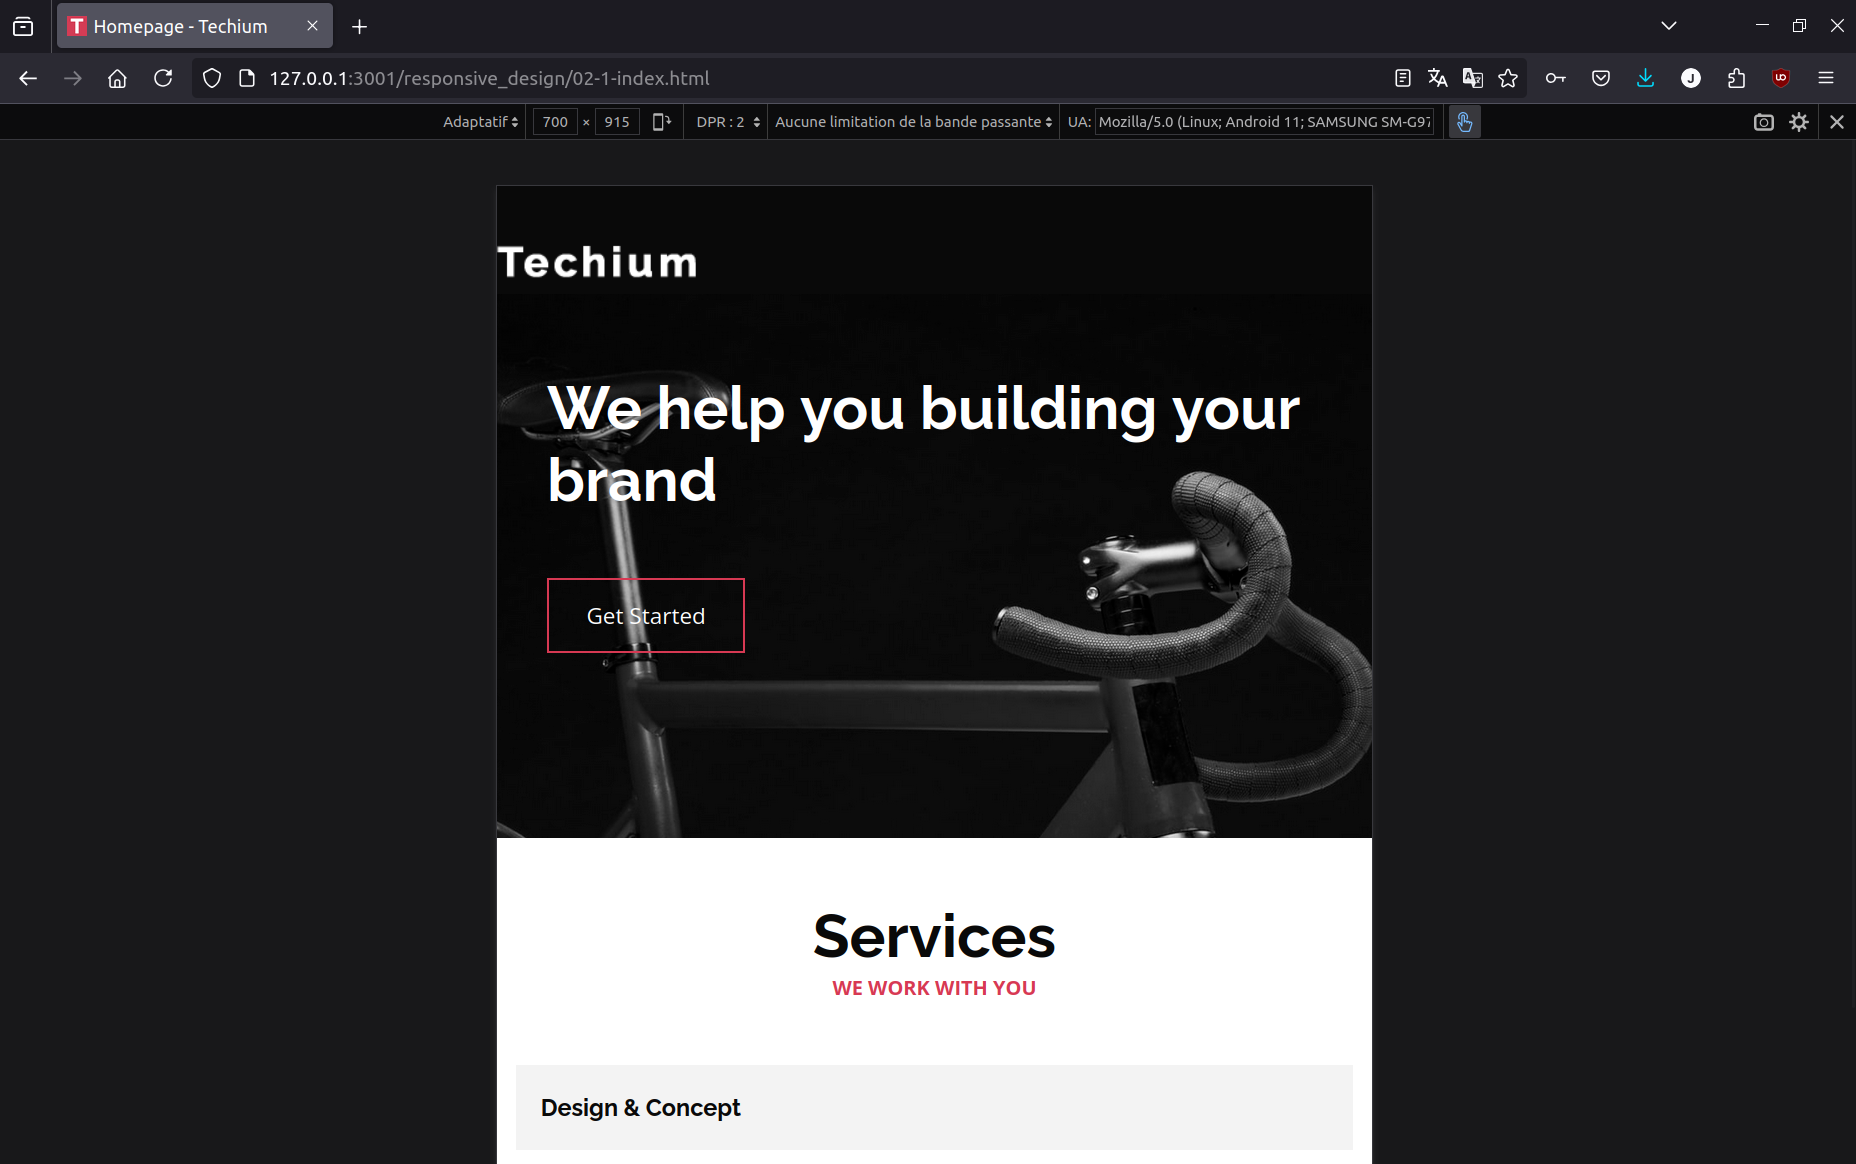 Homepage - Techium
127.0.0.1:3001/responsive_design/02-1-index.html
Adaptatif 700 × 915 DPR : 2 Aucune limitation de la bande passante UA: Mozilla/5.0 (Linux; Android 11; SAMSUNG SM-G97
Techium
We help you building your
brand
Get Started
Services
WE WORK WITH YOU
Design & Concept